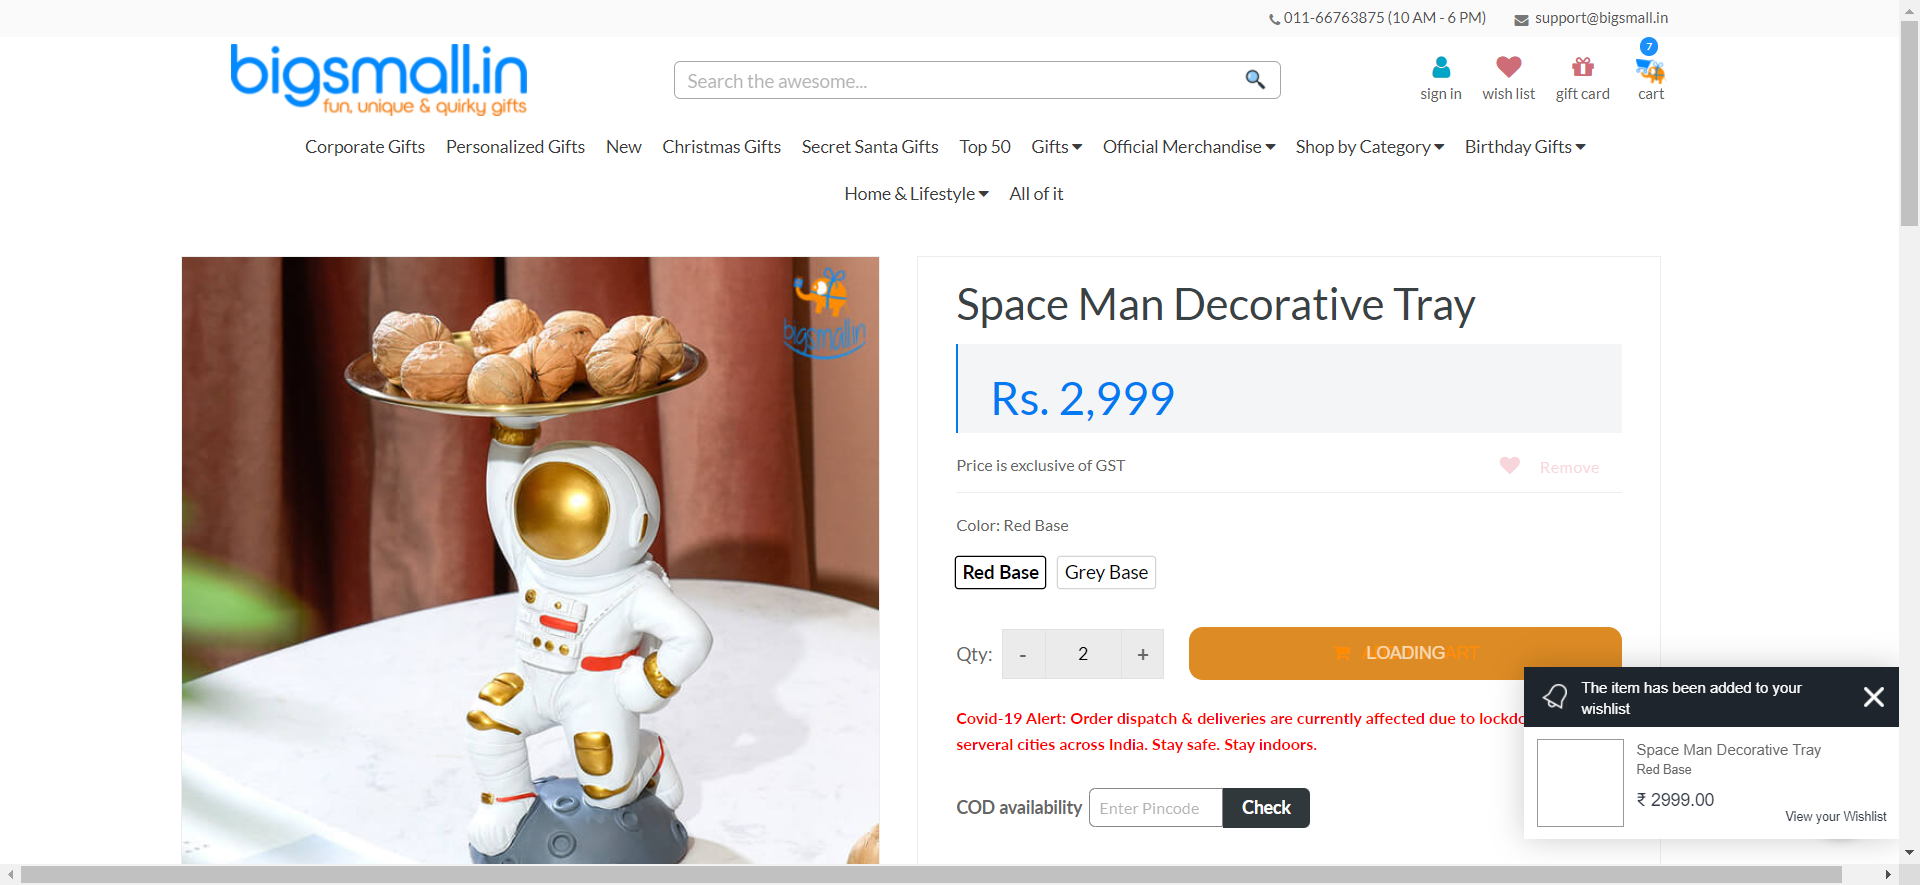 011-66763875 (10 AM - 6 PM) support@bigsmall.in
bigsmall.in
fun, unique & quirky gifts
Search the awesome...
sign in wish list gift card 7 cart
Corporate Gifts Personalized Gifts New Christmas Gifts Secret Santa Gifts Top 50 Gifts Official Merchandise Shop by Category Birthday Gifts
Home & Lifestyle All of it
bigsmall.in
Space Man Decorative Tray
Rs. 2,999
Price is exclusive of GST Remove
Color: Red Base
Red Base Grey Base
Qty: - 2 + LOADING
Covid-19 Alert: Order dispatch & deliveries are currently affected due to
serveral cities across India. Stay safe. Stay indoors.
COD availability Enter Pincode Check
The item has been added to your
wishlist
Space Man Decorative Tray
Red Base
₹ 2999.00
View your Wishlist